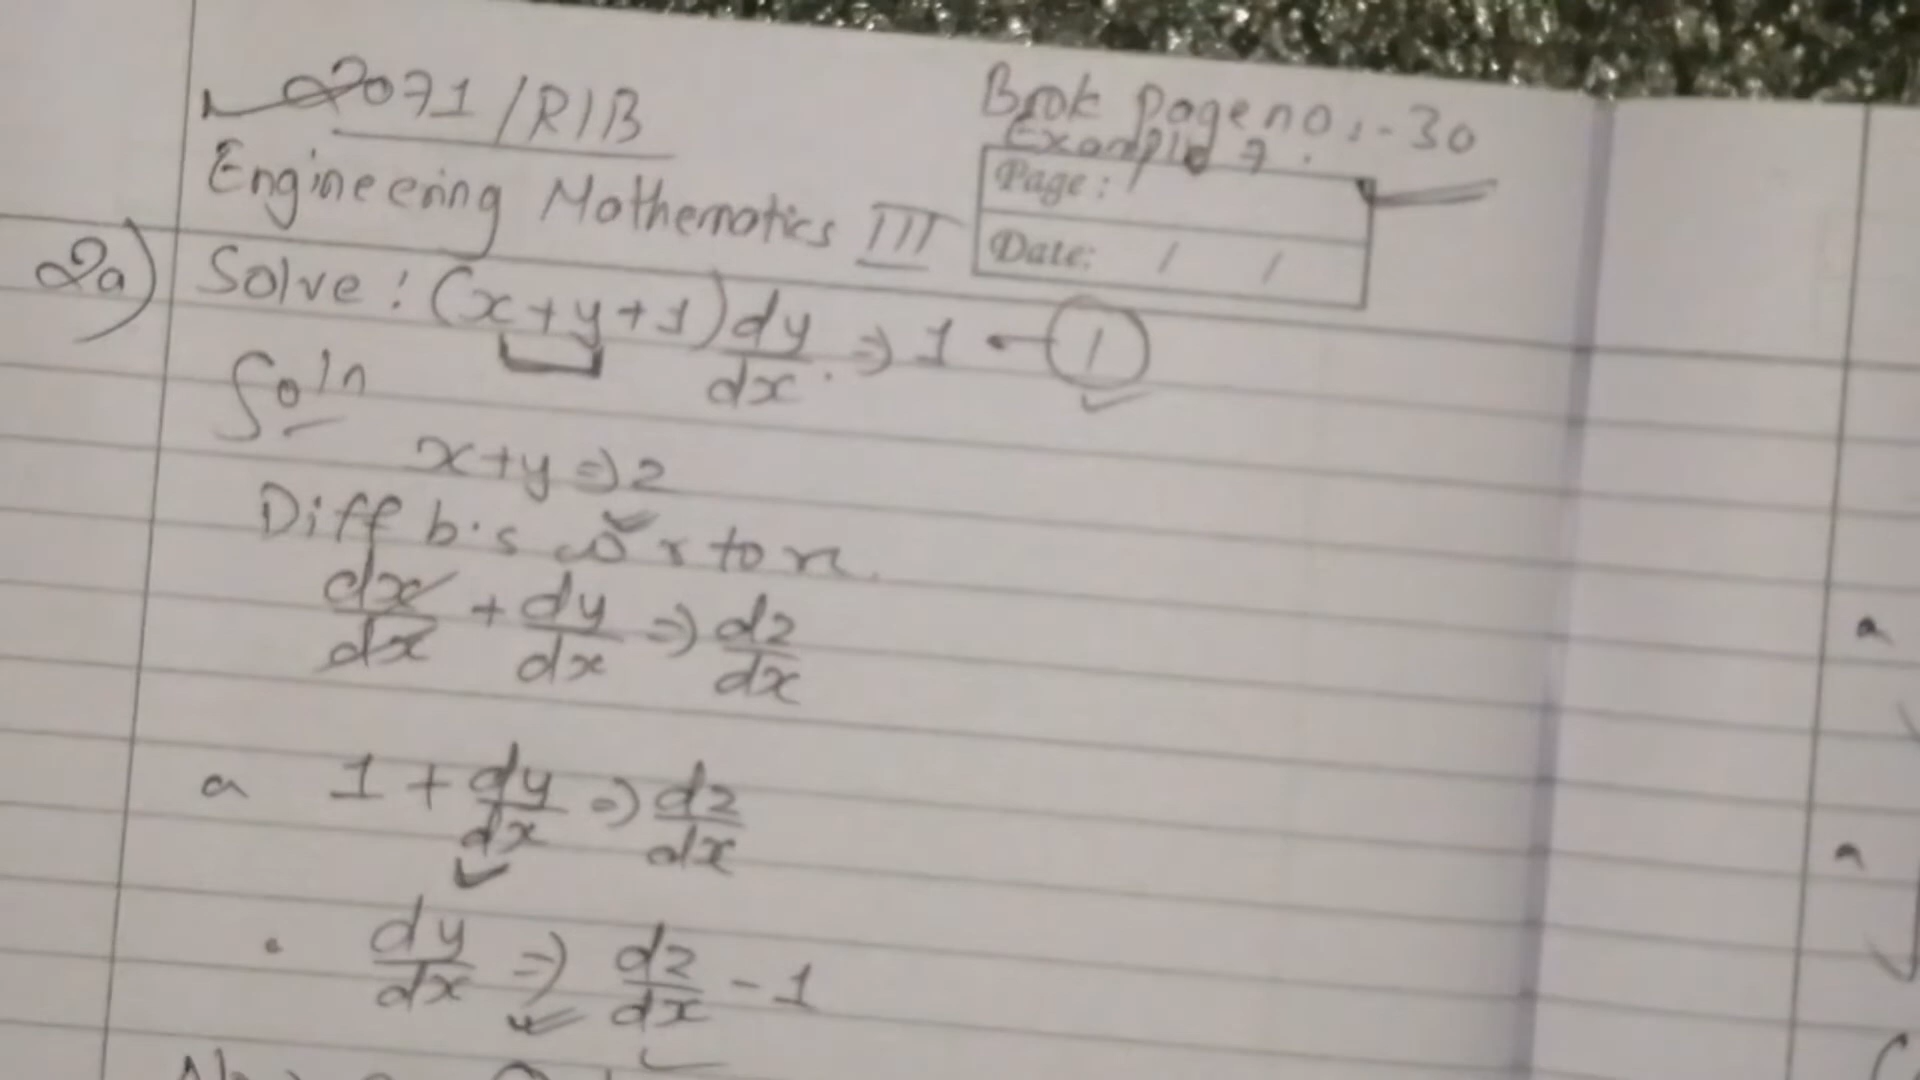 2071/R/B
Book Page no:-30
Example 7.
Engineering Mathematics III
Page: /
Date: / /
2a) Solve: (x+y+1) dy/dx => 1 - (1)
Soln
x+y => z
Diff b.s w r to x.
dx/dx + dy/dx => dz/dx
a 1 + dy/dx => dz/dx
. dy/dx => dz/dx - 1